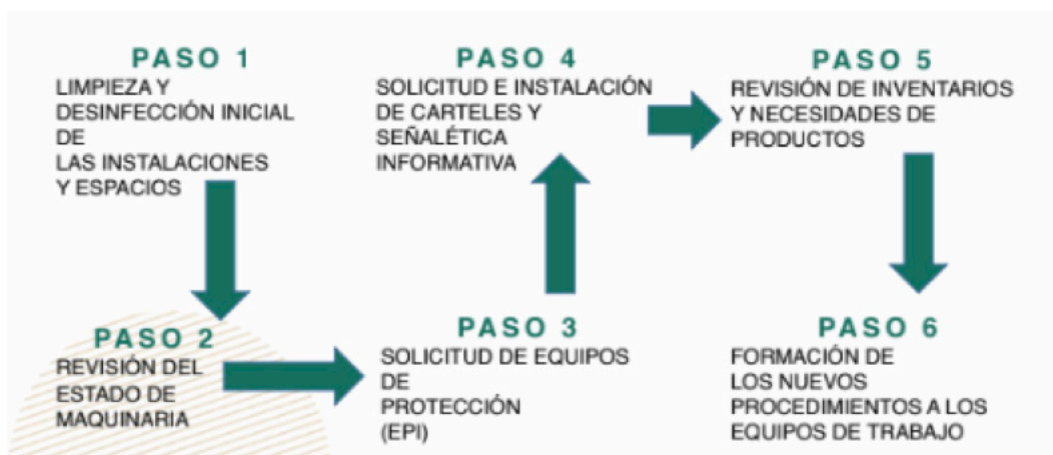 PASO 1
LIMPIEZA Y
DESINFECCIÓN INICIAL
DE
LAS INSTALACIONES
Y ESPACIOS
PASO 2
REVISIÓN DEL
ESTADO DE
MAQUINARIA
PASO 3
SOLICITUD DE EQUIPOS
DE
PROTECCIÓN
(EPI)
PASO 4
SOLICITUD E INSTALACIÓN
DE CARTELES Y
SEÑALÉTICA
INFORMATIVA
PASO 5
REVISIÓN DE INVENTARIOS
Y NECESIDADES DE
PRODUCTOS
PASO 6
FORMACIÓN DE
LOS NUEVOS
PROCEDIMIENTOS A LOS
EQUIPOS DE TRABAJO